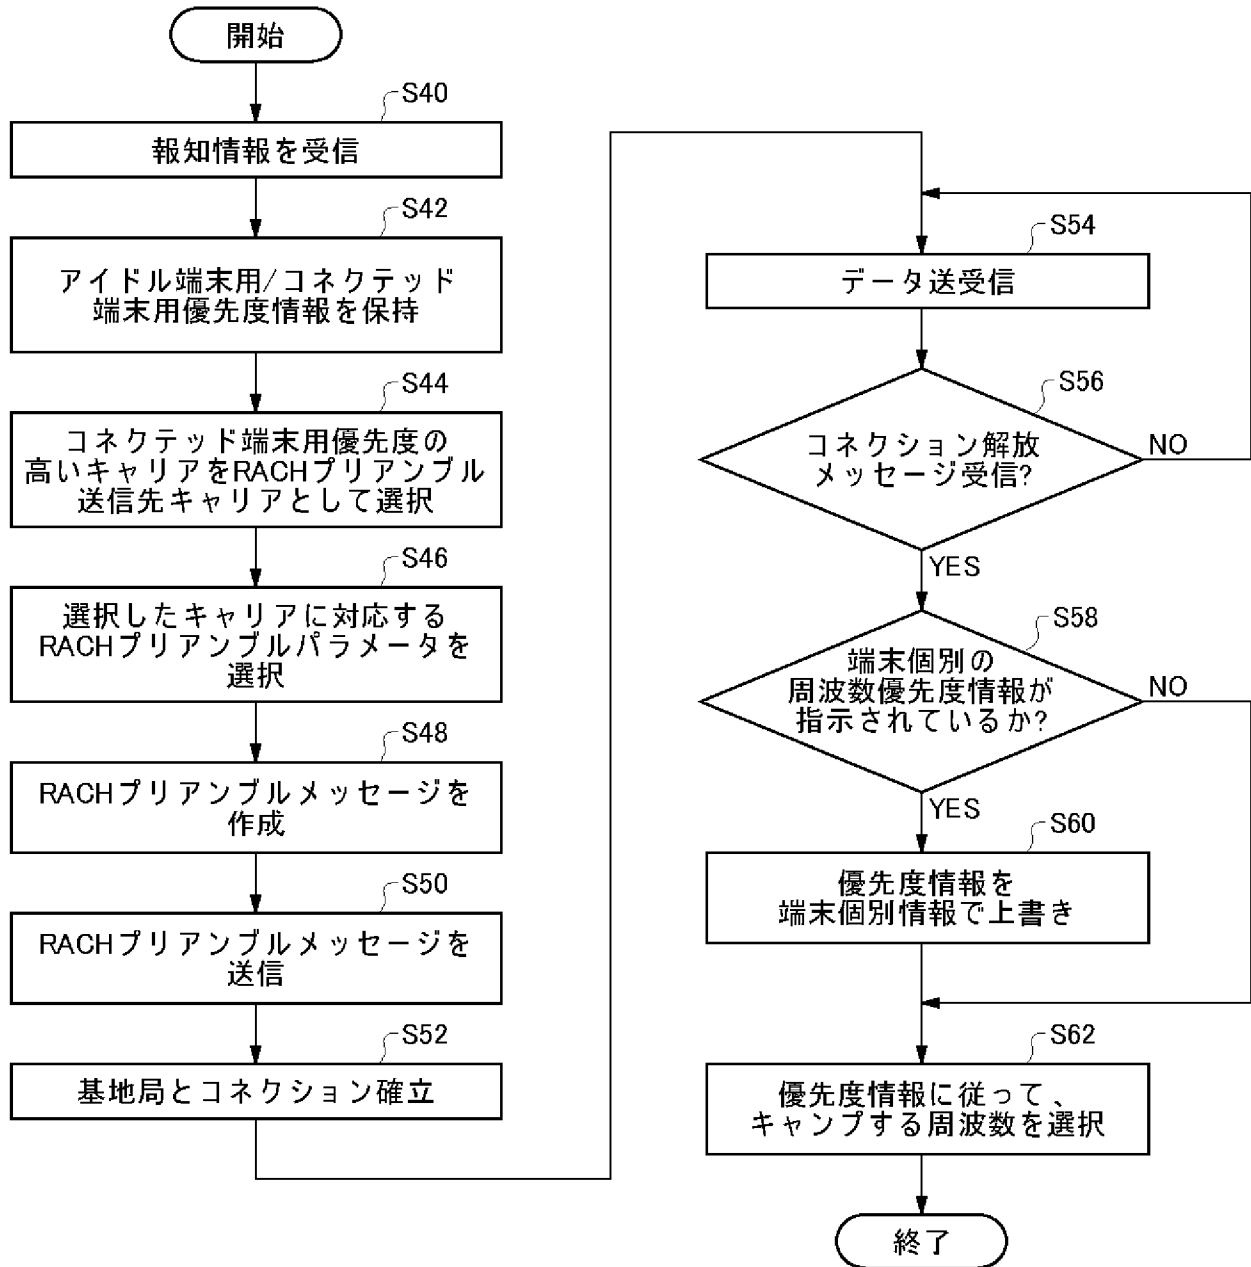 開始
S40
報知情報を受信
S42
アイドル端末用/コネクテッド
端末用優先度情報を保持
S44
コネクテッド端末用優先度の
高いキャリアをRACHプリアンブル
送信先キャリアとして選択
S46
選択したキャリアに対応する
RACHプリアンブルパラメータを
選択
S48
RACHプリアンブルメッセージを
作成
S50
RACHプリアンブルメッセージを
送信
S52
基地局とコネクション確立
S54
データ送受信
S56
コネクション解放
メッセージ受信?
NO
YES
S58
端末個別の
周波数優先度情報が
指示されているか?
NO
YES
S60
優先度情報を
端末個別情報で上書き
S62
優先度情報に従って、
キャンプする周波数を選択
終了